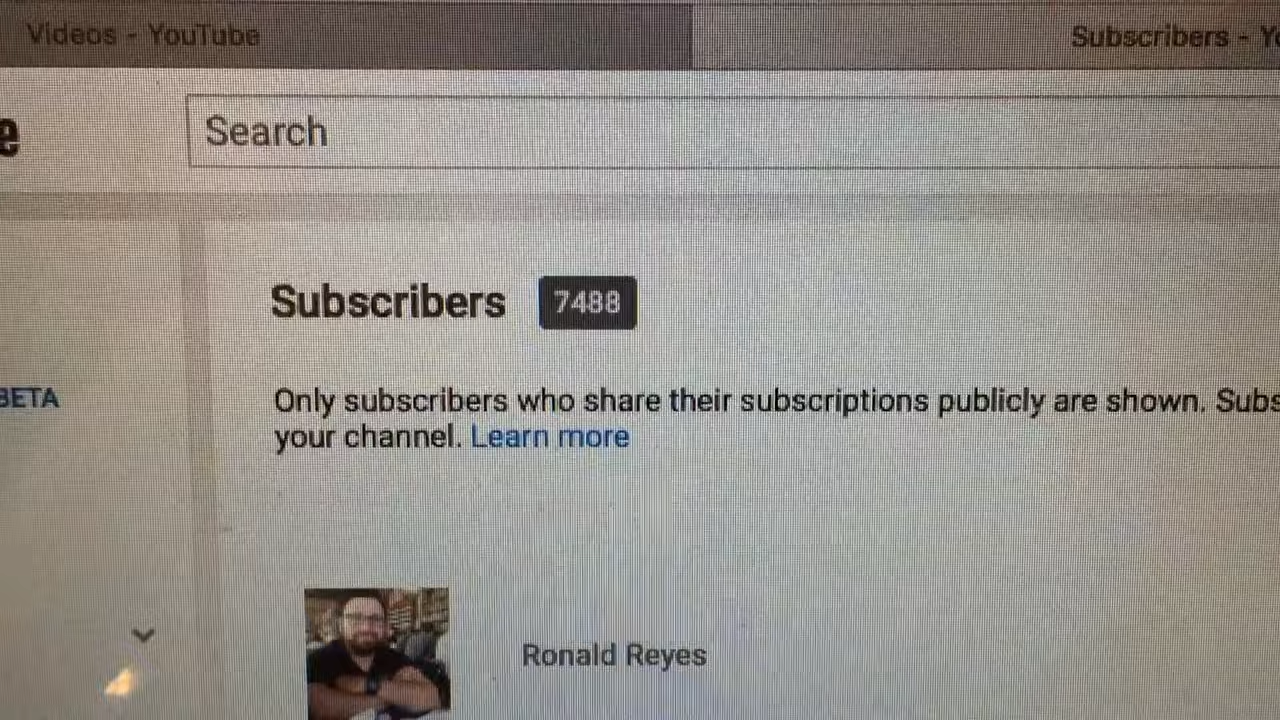 Videos - YouTube
Subscribers - Yo
e
Search
Subscribers 7488
BETA
Only subscribers who share their subscriptions publicly are shown. Subs
your channel. Learn more
Ronald Reyes